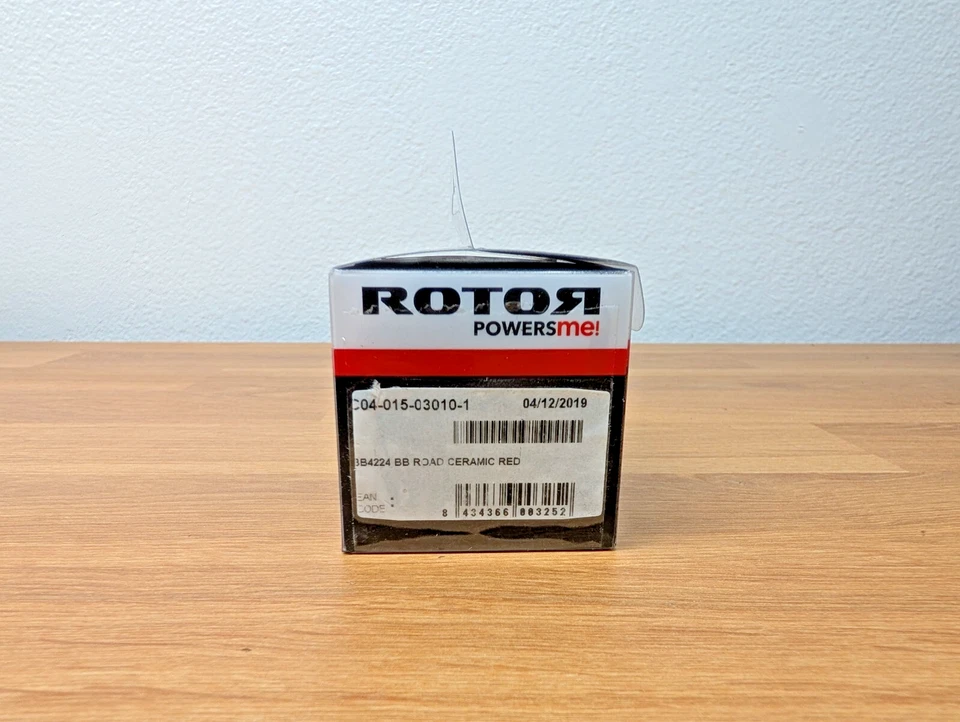 ROTOR
POWERSme!
C04-015-03010-1 04/12/2019
BB4224 BB ROAD CERAMIC RED
EAN :
CODE :
8 434366 003252